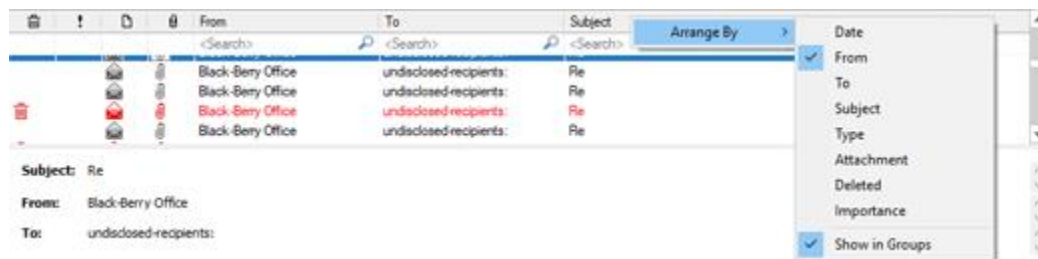 ! From To Subject
<Search> <Search> <Search>
Black-Berry Office undisclosed-recipients: Re
Black-Berry Office undisclosed-recipients: Re
Black-Berry Office undisclosed-recipients: Re
Black-Berry Office undisclosed-recipients: Re
Arrange By
Date
From
To
Subject
Type
Attachment
Deleted
Importance
Show in Groups
Subject: Re
From: Black-Berry Office
To: undisclosed-recipients: